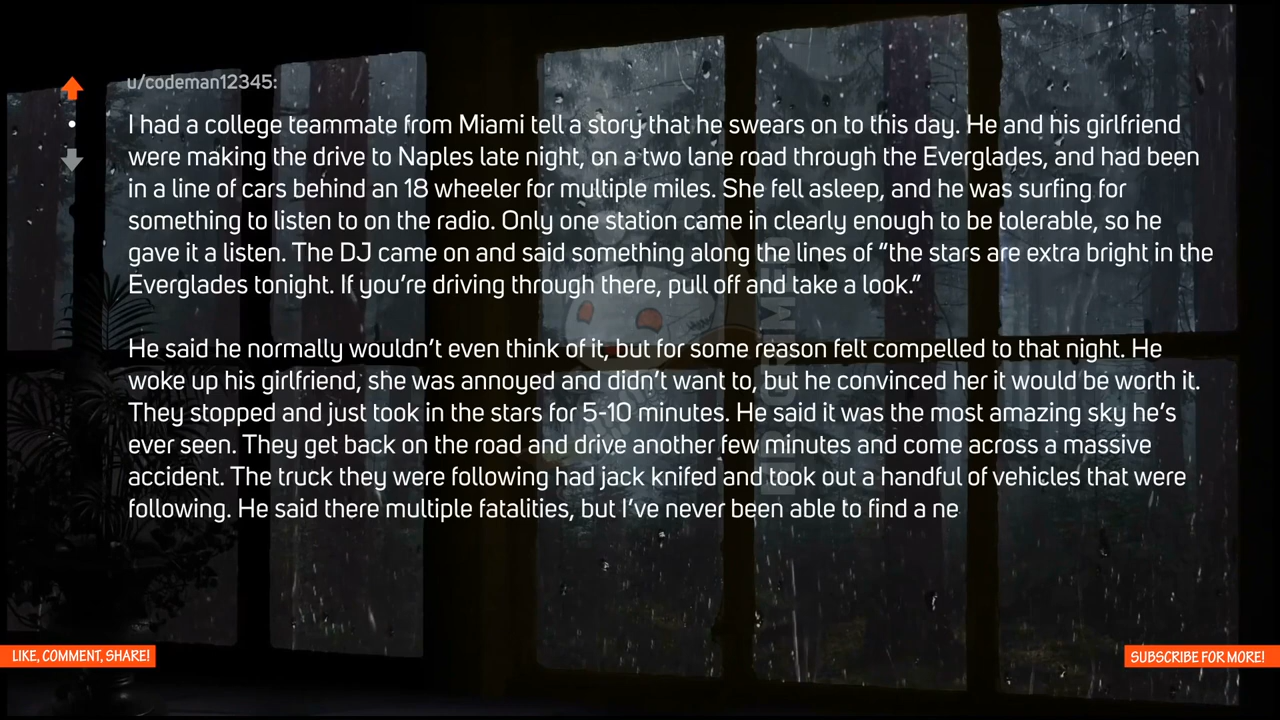 u/codeman12345:
I had a college teammate from Miami tell a story that he swears on to this day. He and his girlfriend
were making the drive to Naples late night, on a two lane road through the Everglades, and had been
in a line of cars behind an 18 wheeler for multiple miles. She fell asleep, and he was surfing for
something to listen to on the radio. Only one station came in clearly enough to be tolerable, so he
gave it a listen. The DJ came on and said something along the lines of “the stars are extra bright in the
Everglades tonight. If you’re driving through there, pull off and take a look.”
He said he normally wouldn’t even think of it, but for some reason felt compelled to that night. He
woke up his girlfriend, she was annoyed and didn’t want to, but he convinced her it would be worth it.
They stopped and just took in the stars for 5-10 minutes. He said it was the most amazing sky he’s
ever seen. They get back on the road and drive another few minutes and come across a massive
accident. The truck they were following had jack knifed and took out a handful of vehicles that were
following. He said there multiple fatalities, but I’ve never been able to find a ne
LIKE, COMMENT, SHARE!
SUBSCRIBE FOR MORE!